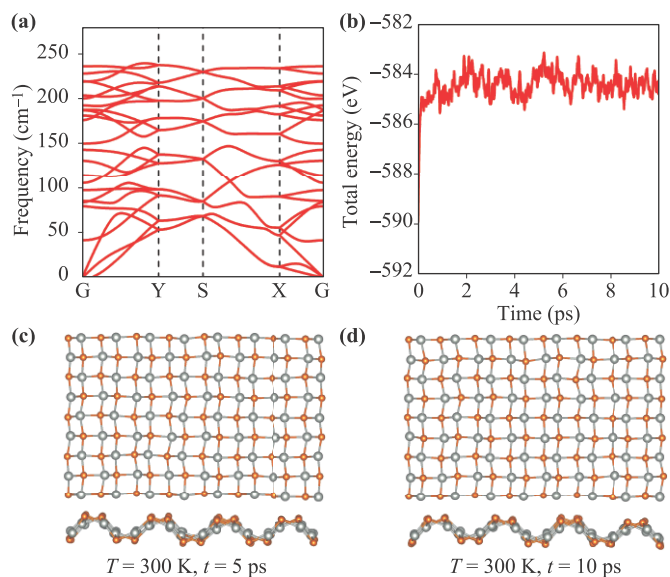 (a)
250
200
150
100
50
0
Frequency (cm⁻¹)
G Y S X G
(b)
−582
−584
−586
−588
−590
−592
Total energy (eV)
0 2 4 6 8 10
Time (ps)
(c)
T = 300 K, t = 5 ps
(d)
T = 300 K, t = 10 ps